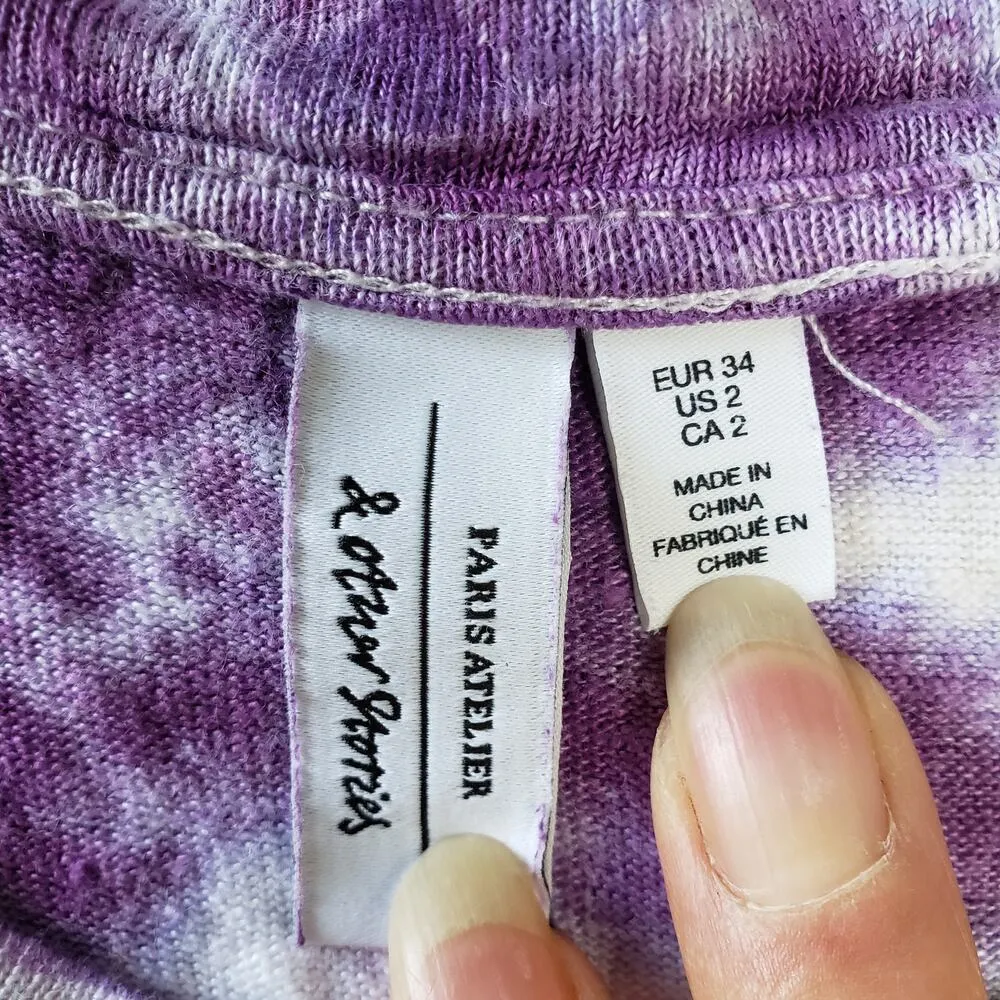 & other Stories
PARIS ATELIER
EUR 34
US 2
CA 2
MADE IN
CHINA
FABRIQUÉ EN
CHINE